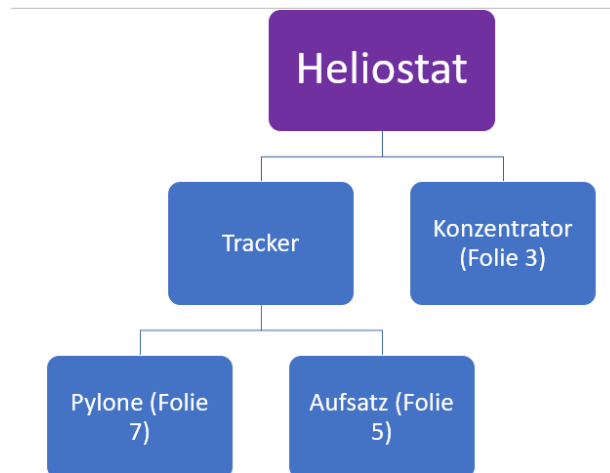 Heliostat
Tracker
Konzentrator
(Folie 3)
Pylone (Folie
7)
Aufsatz (Folie
5)